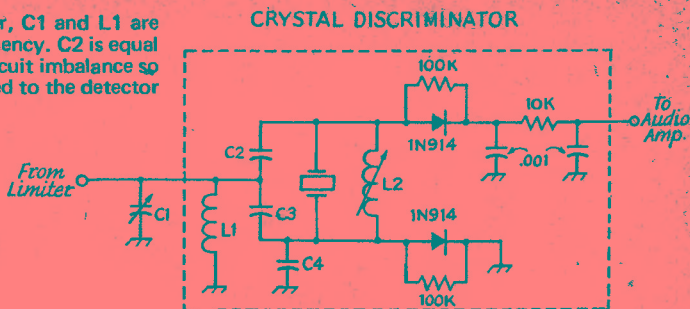 r, C1 and L1 are
ency. C2 is equal
cuit imbalance so
ed to the detector
CRYSTAL DISCRIMINATOR
100K
10K
To
Audio
Amp.
1N914
.001
C2
From
Limiter
L2
C1
L1
C3
1N914
C4
100K